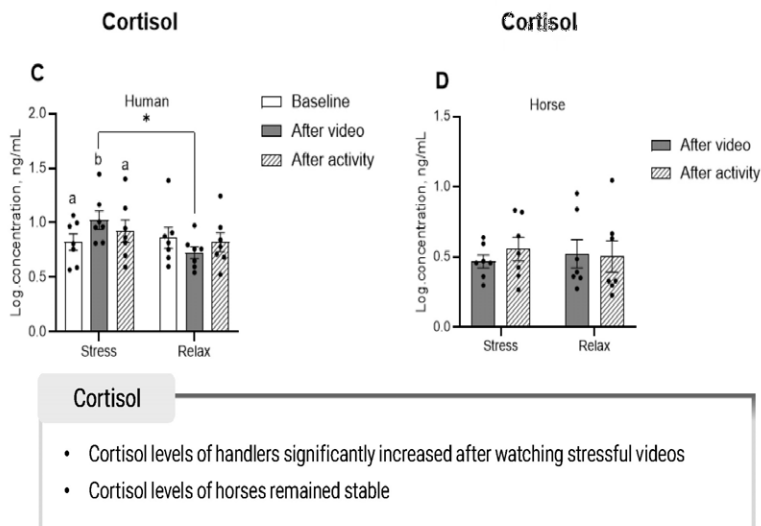 Cortisol
C
Human
*
Log.concentration, ng/mL
2.0
1.5
1.0
0.5
0.0
a
b
a
Stress
Relax
Baseline
After video
After activity
Cortisol
D
Horse
Log.concentration, ng/mL
1.5
1.0
0.5
0.0
Stress
Relax
After video
After activity
Cortisol
• Cortisol levels of handlers significantly increased after watching stressful videos
• Cortisol levels of horses remained stable